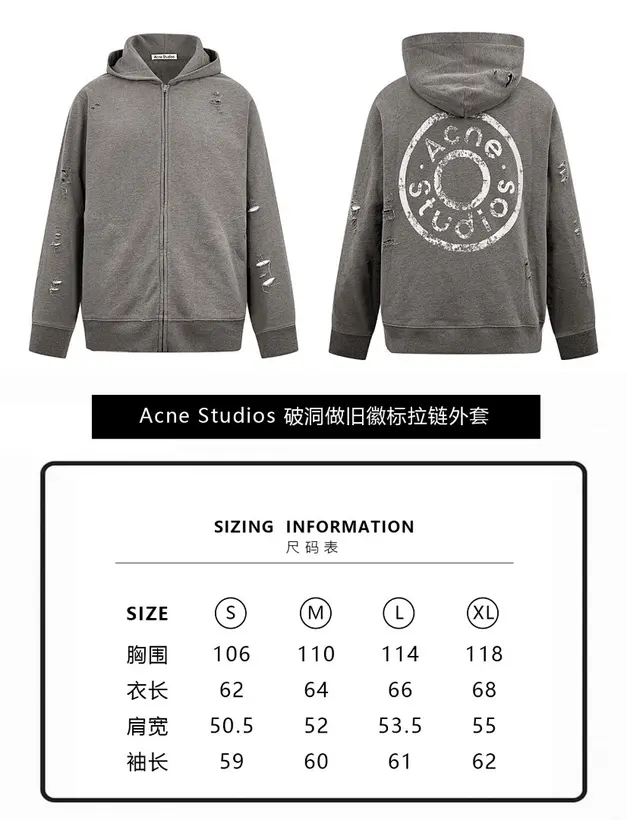 Acne Studios
Acne
Studios
Acne Studios 破洞做旧徽标拉链外套
SIZING INFORMATION
尺码表
SIZE S M L XL
胸围 106 110 114 118
衣长 62 64 66 68
肩宽 50.5 52 53.5 55
袖长 59 60 61 62